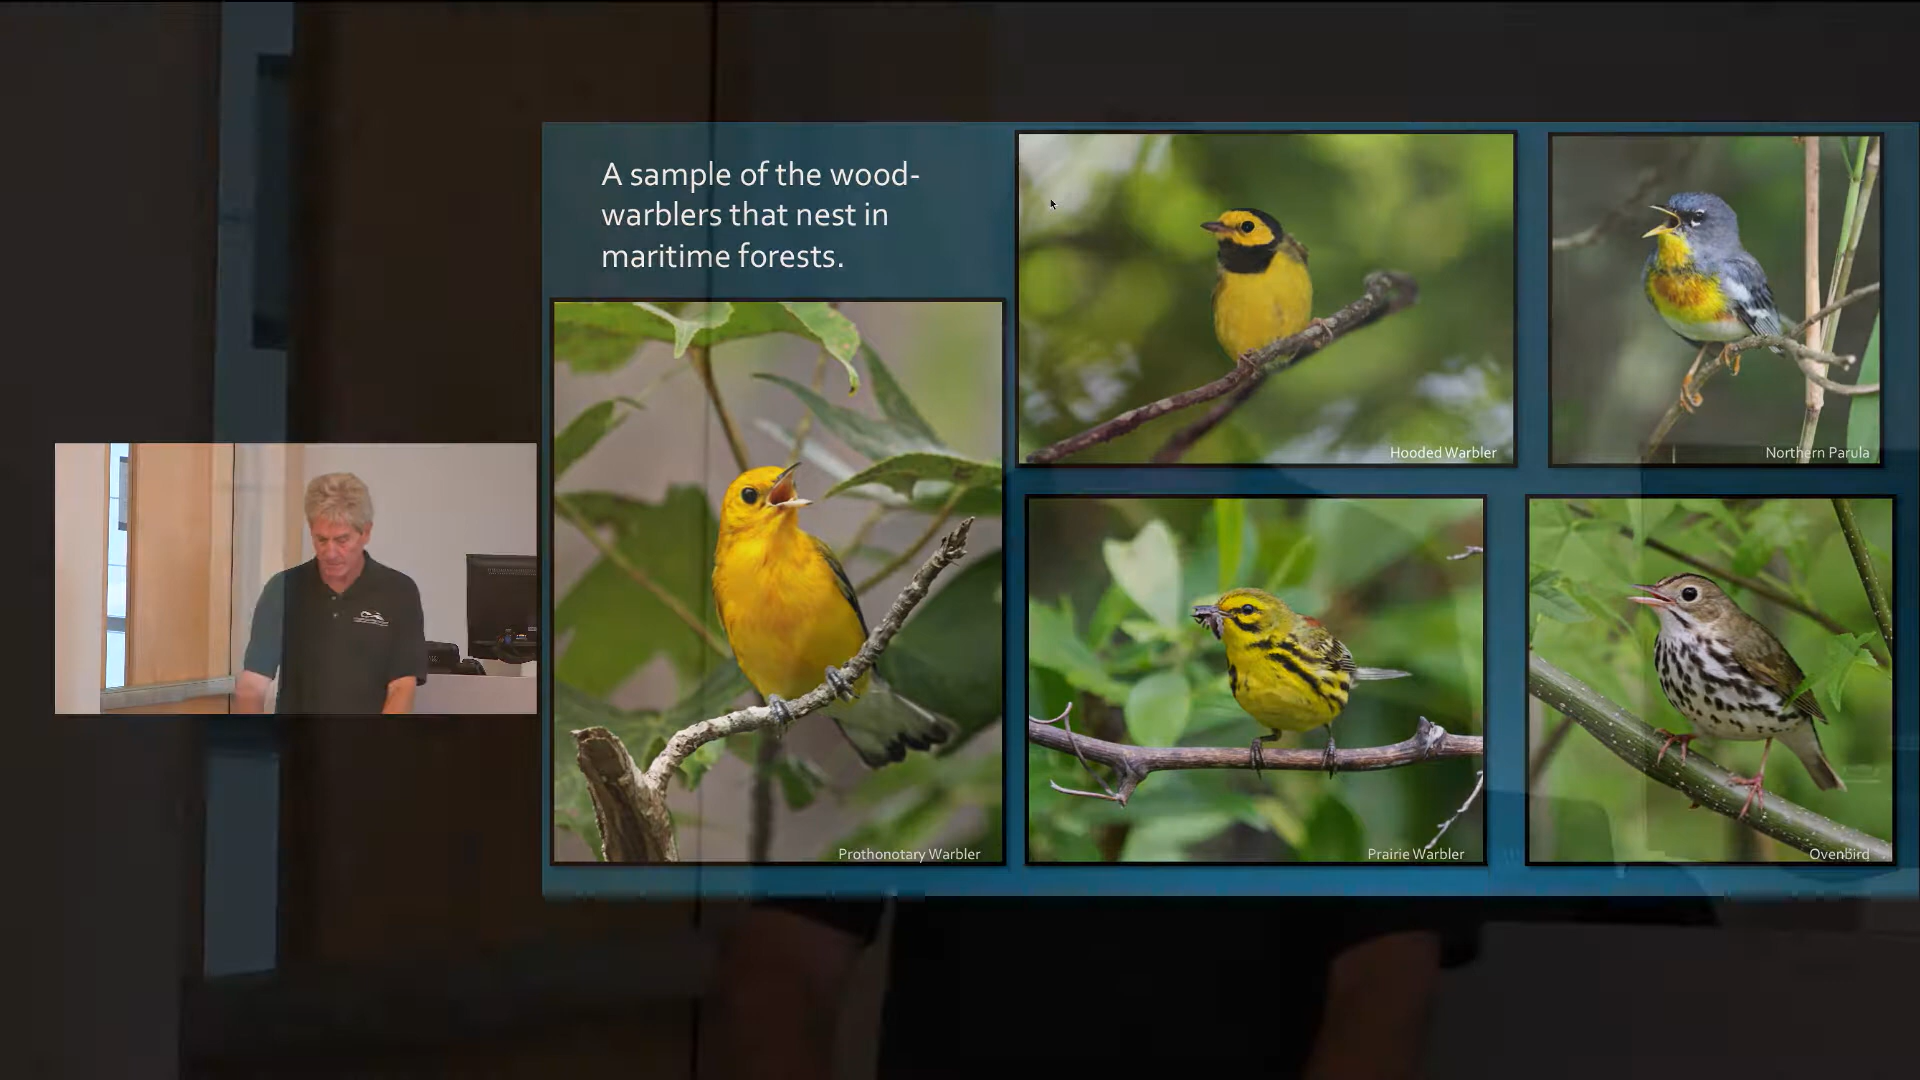 A sample of the wood-
warblers that nest in
maritime forests.
Hooded Warbler
Northern Parula
Prothonotary Warbler
Prairie Warbler
Ovenbird